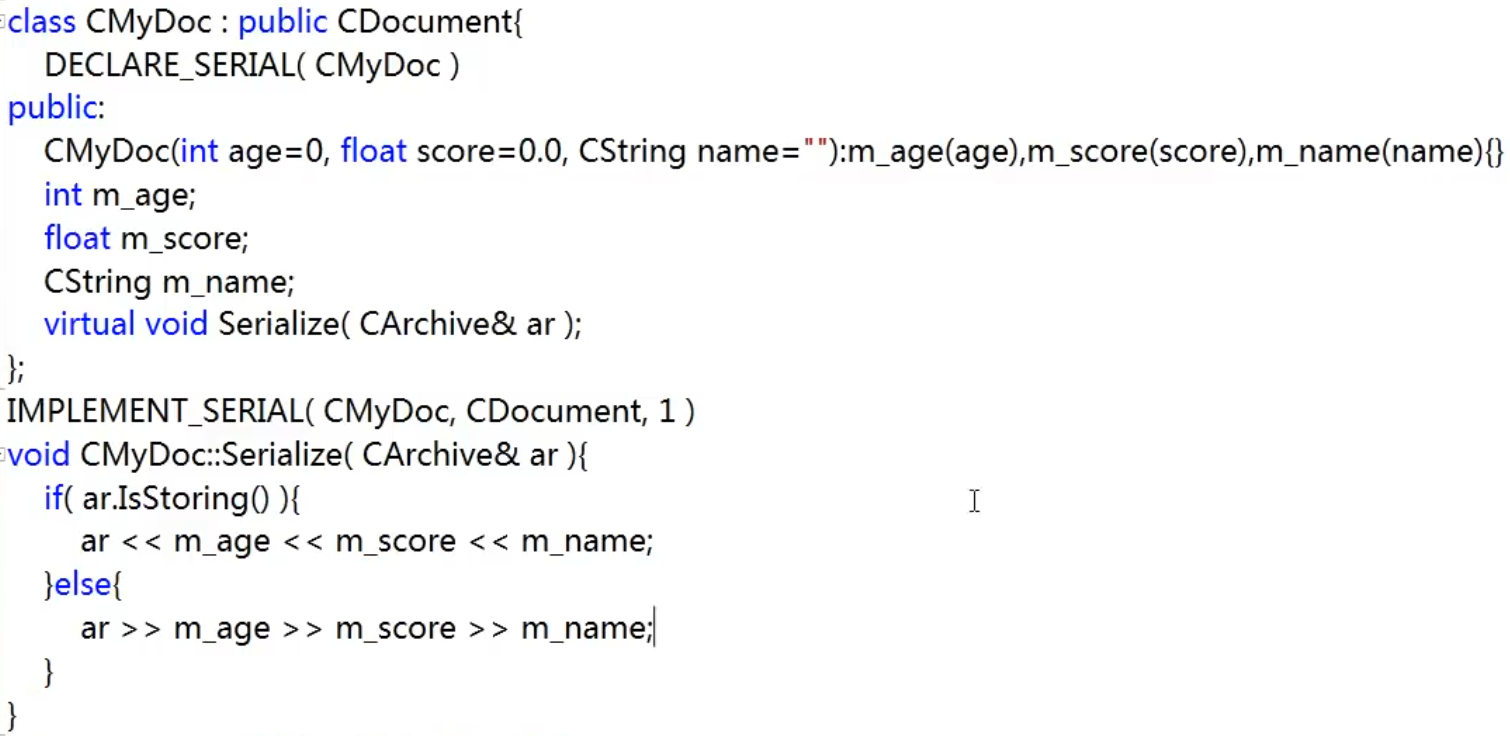 class CMyDoc : public CDocument{
    DECLARE_SERIAL( CMyDoc )
public:
    CMyDoc(int age=0, float score=0.0, CString name=""):m_age(age),m_score(score),m_name(name){}
    int m_age;
    float m_score;
    CString m_name;
    virtual void Serialize( CArchive& ar );
};
IMPLEMENT_SERIAL( CMyDoc, CDocument, 1 )
void CMyDoc::Serialize( CArchive& ar ){
    if( ar.IsStoring() ){
        ar << m_age << m_score << m_name;
    }else{
        ar >> m_age >> m_score >> m_name;
    }
}